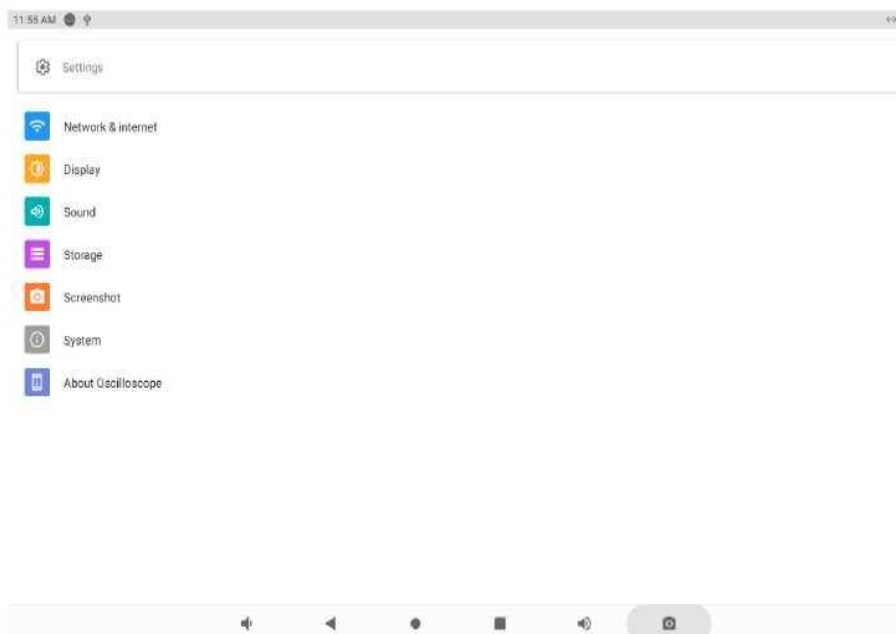 11:55 AM
Settings
Network & internet
Display
Sound
Storage
Screenshot
System
About Oscilloscope